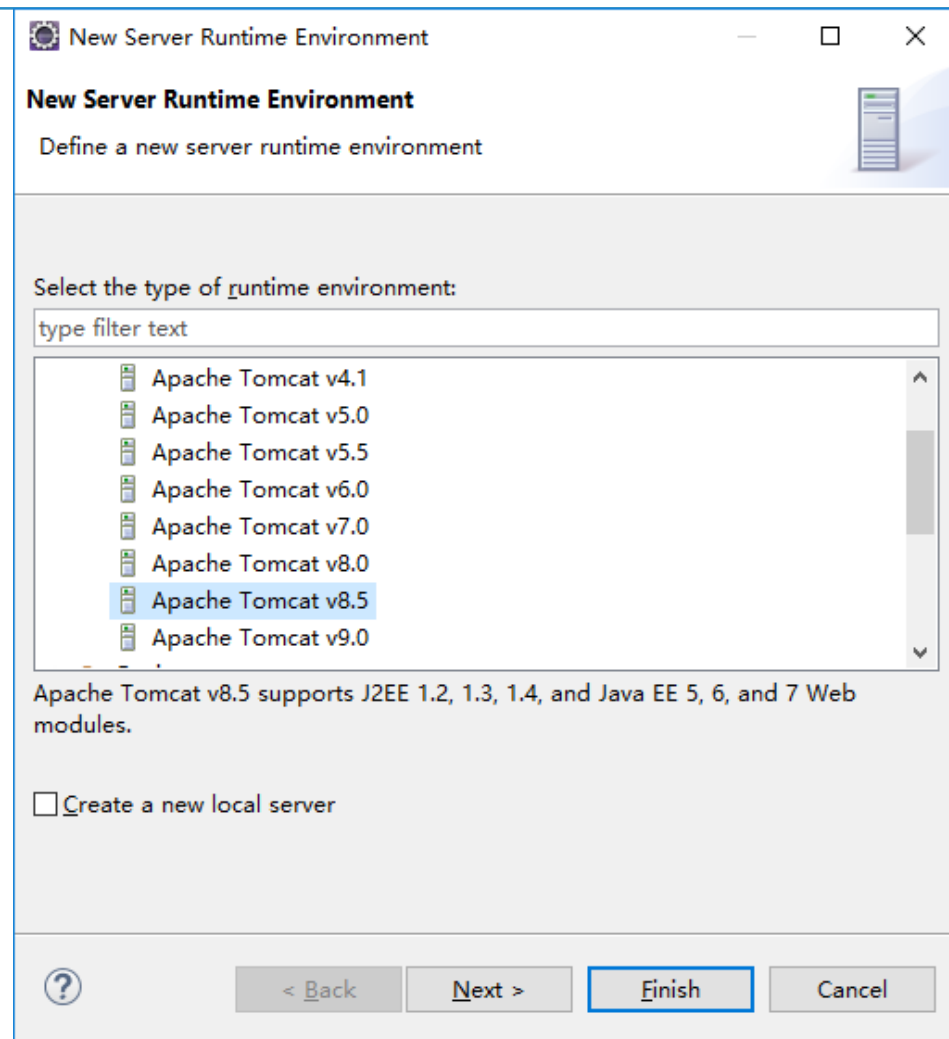 New Server Runtime Environment
New Server Runtime Environment
Define a new server runtime environment
Select the type of runtime environment:
type filter text
Apache Tomcat v4.1
Apache Tomcat v5.0
Apache Tomcat v5.5
Apache Tomcat v6.0
Apache Tomcat v7.0
Apache Tomcat v8.0
Apache Tomcat v8.5
Apache Tomcat v9.0
Apache Tomcat v8.5 supports J2EE 1.2, 1.3, 1.4, and Java EE 5, 6, and 7 Web
modules.
Create a new local server
? < Back Next > Finish Cancel